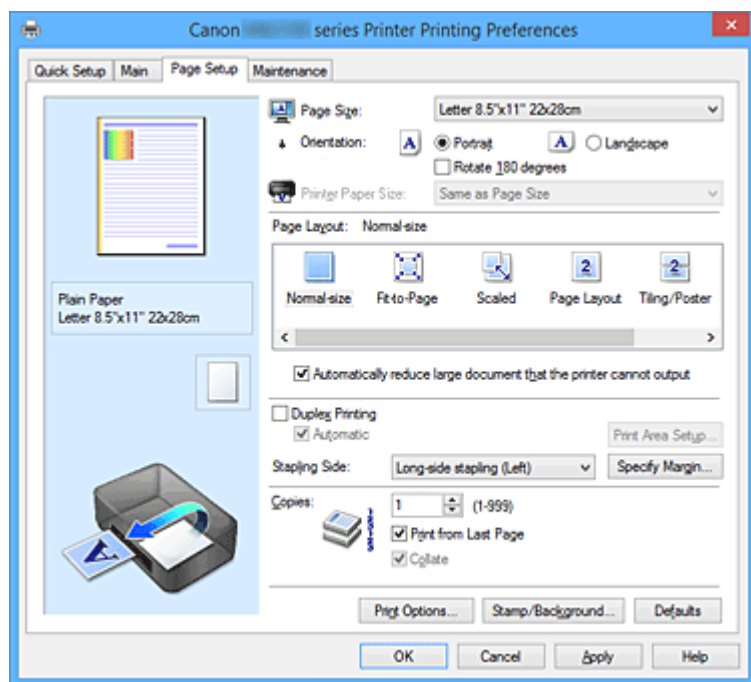 Canon series Printer Printing Preferences
Quick Setup Main Page Setup Maintenance
Page Size: Letter 8.5"x11" 22x28cm
Orientation: A Portrait A Landscape
Rotate 180 degrees
Printer Paper Size: Same as Page Size
Page Layout: Normal-size
Normal-size Fit-to-Page Scaled Page Layout Tiling/Poster
Plain Paper
Letter 8.5"x11" 22x28cm
Automatically reduce large document that the printer cannot output
Duplex Printing
Automatic Print Area Setup...
Stapling Side: Long-side stapling (Left) Specify Margin...
Copies: 1 (1-999)
Print from Last Page
Collate
Print Options... Stamp/Background... Defaults
OK Cancel Apply Help